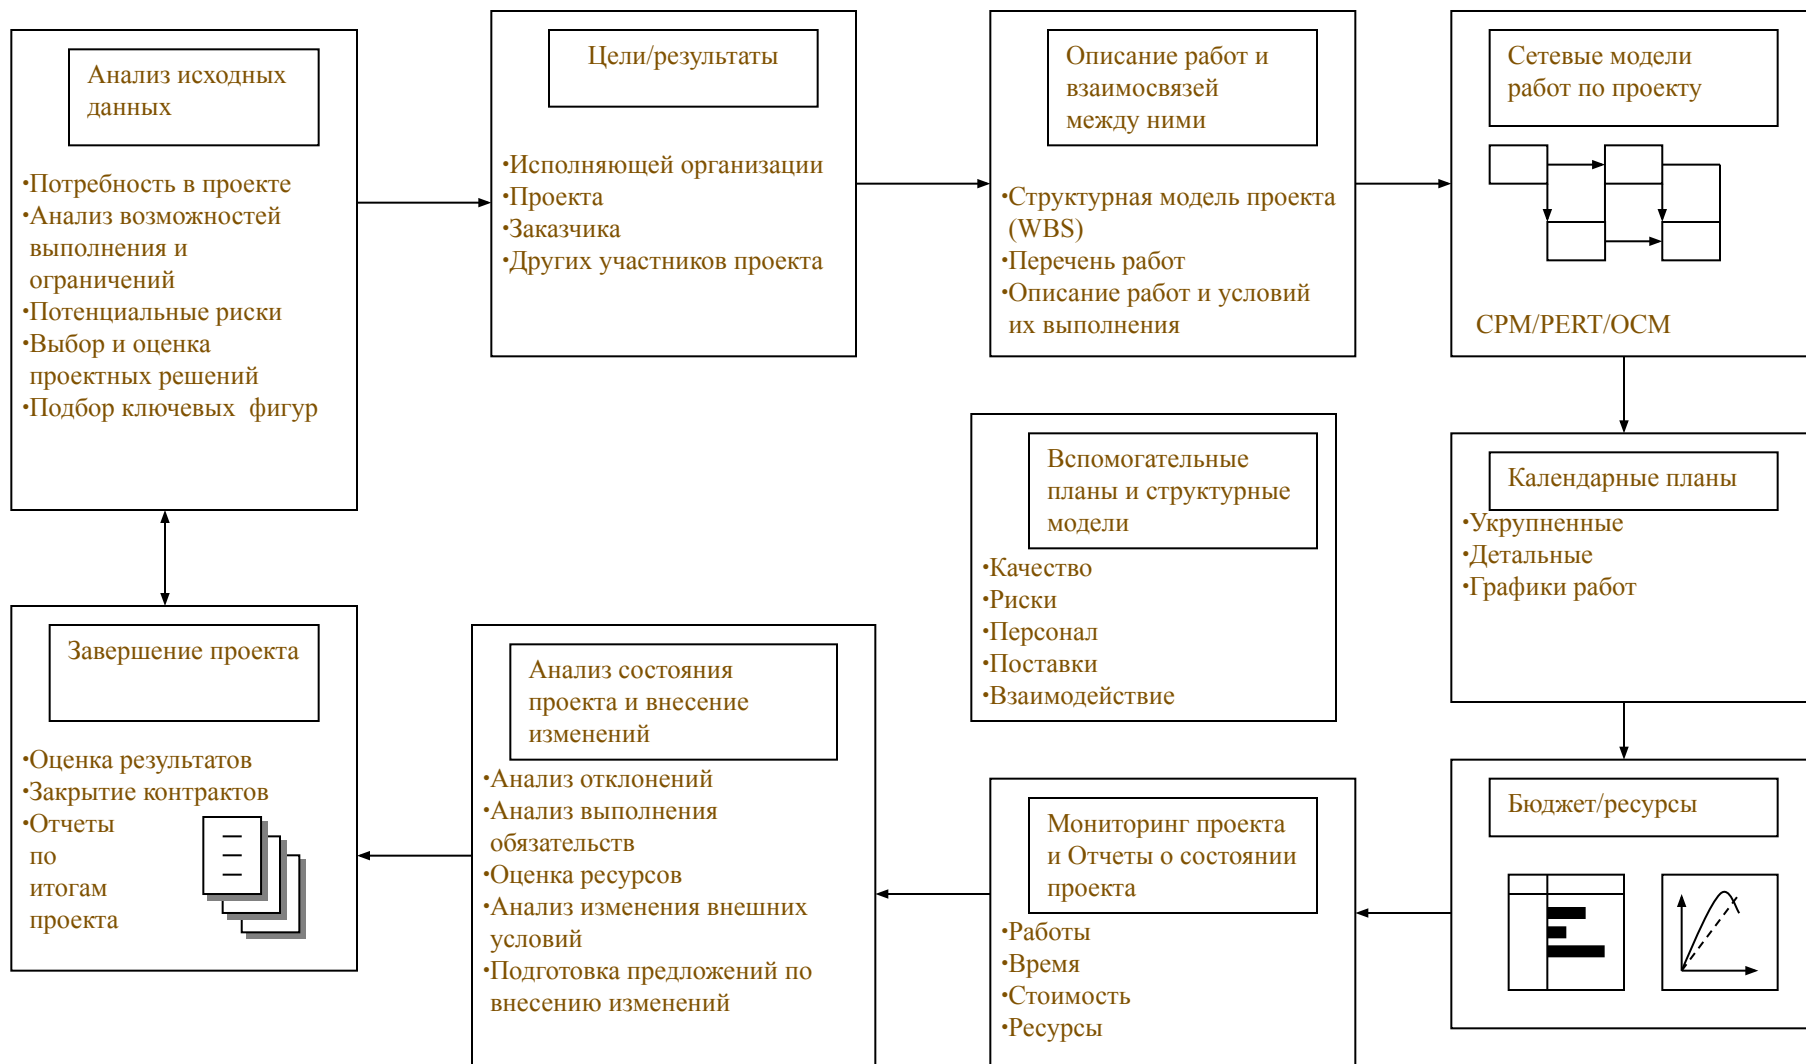 Анализ исходных
данных
•Потребность в проекте
•Анализ возможностей
выполнения и
ограничений
•Потенциальные риски
•Выбор и оценка
проектных решений
•Подбор ключевых фигур
Цели/результаты
•Исполняющей организации
•Проекта
•Заказчика
•Других участников проекта
Описание работ и
взаимосвязей
между ними
•Структурная модель проекта
(WBS)
•Перечень работ
•Описание работ и условий
их выполнения
Сетевые модели
работ по проекту
CPM/PERT/ОСМ
Вспомогательные
планы и структурные
модели
•Качество
•Риски
•Персонал
•Поставки
•Взаимодействие
Календарные планы
•Укрупненные
•Детальные
•Графики работ
Завершение проекта
•Оценка результатов
•Закрытие контрактов
•Отчеты
по
итогам
проекта
Анализ состояния
проекта и внесение
изменений
•Анализ отклонений
•Анализ выполнения
обязательств
•Оценка ресурсов
•Анализ изменения внешних
условий
•Подготовка предложений по
внесению изменений
Мониторинг проекта
и Отчеты о состоянии
проекта
•Работы
•Время
•Стоимость
•Ресурсы
Бюджет/ресурсы